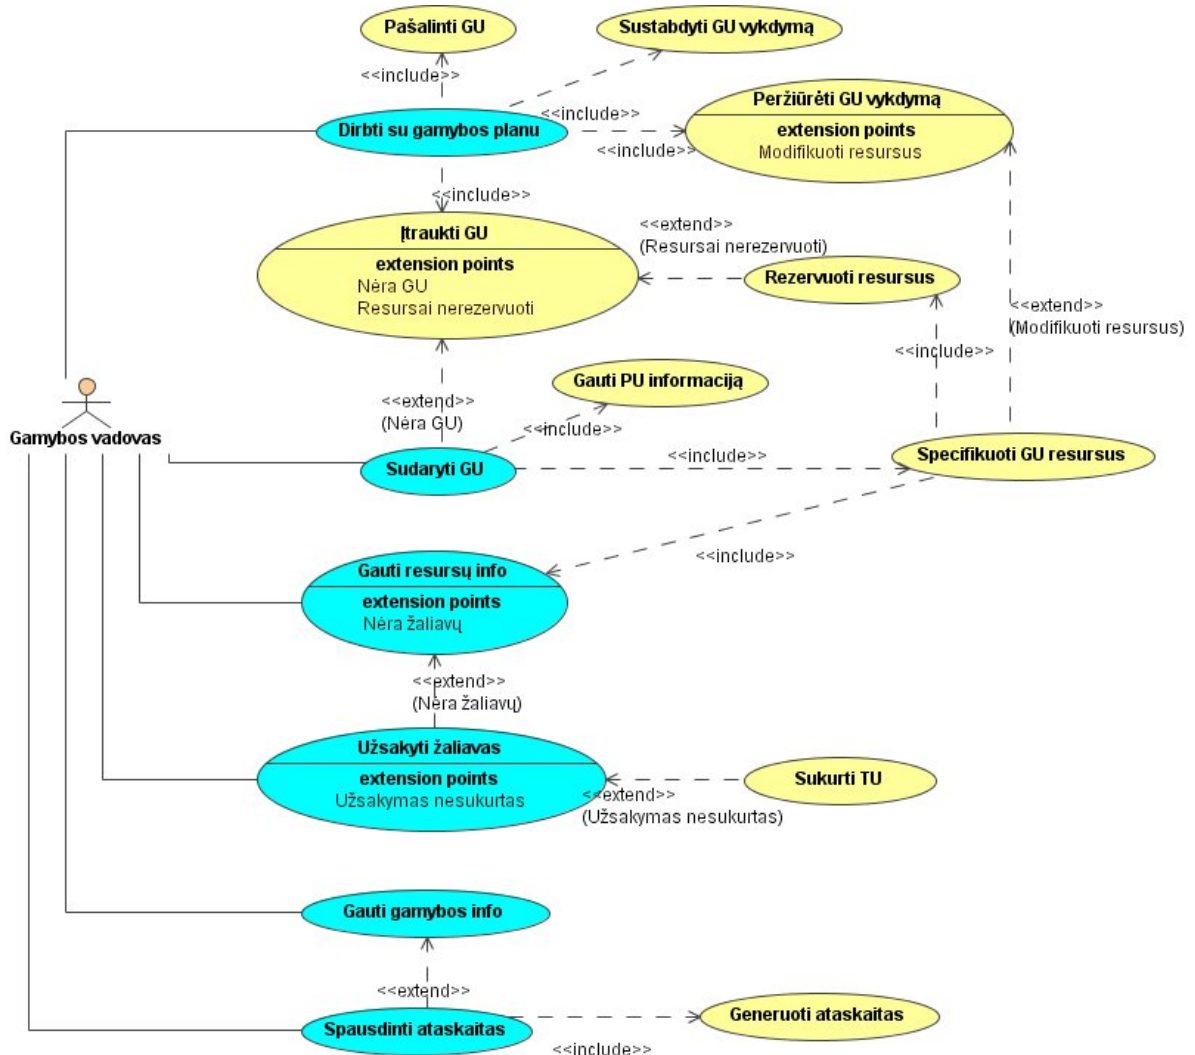 Pašalinti GU
Sustabdyti GU vykdymą
<<include>>
<<include>>
Peržiūrėti GU vykdymą
extension points
Modifikuoti resursus
Dirbti su gamybos planu
<<include>>
<<include>>
Įtraukti GU
extension points
Nėra GU
Resursai nerezervuoti
<<extend>>
(Resursai nerezervuoti)
Rezervuoti resursus
<<extend>>
(Modifikuoti resursus)
<<include>>
Gauti PU informaciją
<<extend>>
(Nėra GU)
<<include>>
Gamybos vadovas
Sudaryti GU
<<include>>
Specifikuoti GU resursus
<<include>>
Gauti resursų info
extension points
Nėra žaliavų
<<extend>>
(Nėra žaliavų)
Užsakyti žaliavas
extension points
Užsakymas nesukurtas
Sukurti TU
<<extend>>
(Užsakymas nesukurtas)
Gauti gamybos info
<<extend>>
Spausdinti ataskaitas
Generuoti ataskaitas
<<include>>